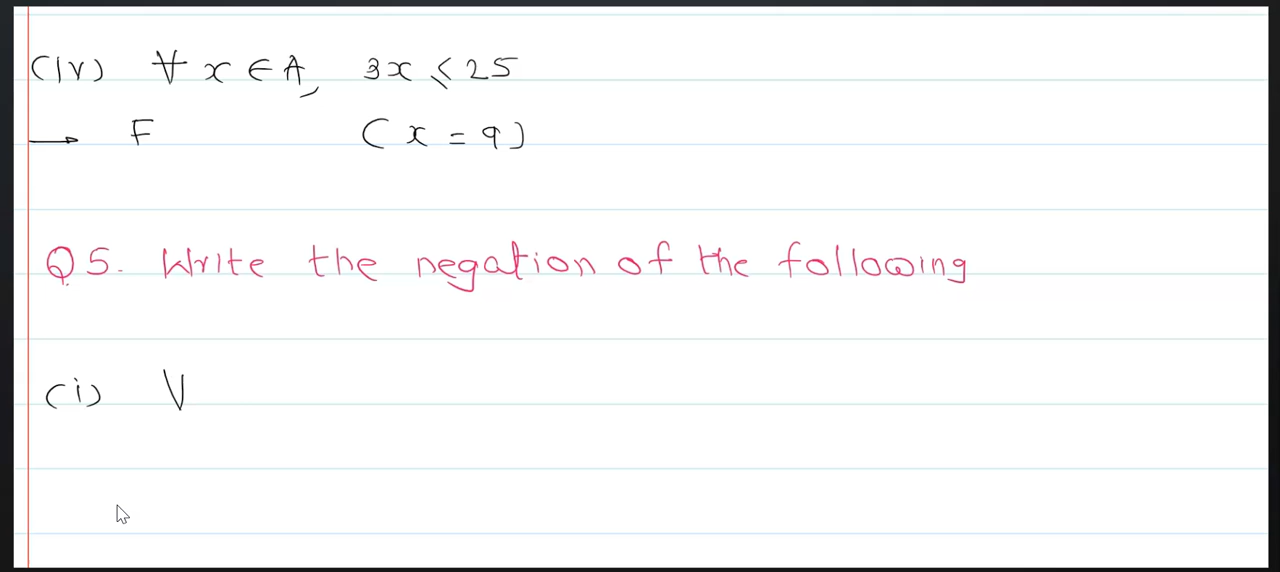 (iv) ∀ x ∈ A, 3x < 25
→ F (x = 9)
Q5. Write the negation of the following
(i) V